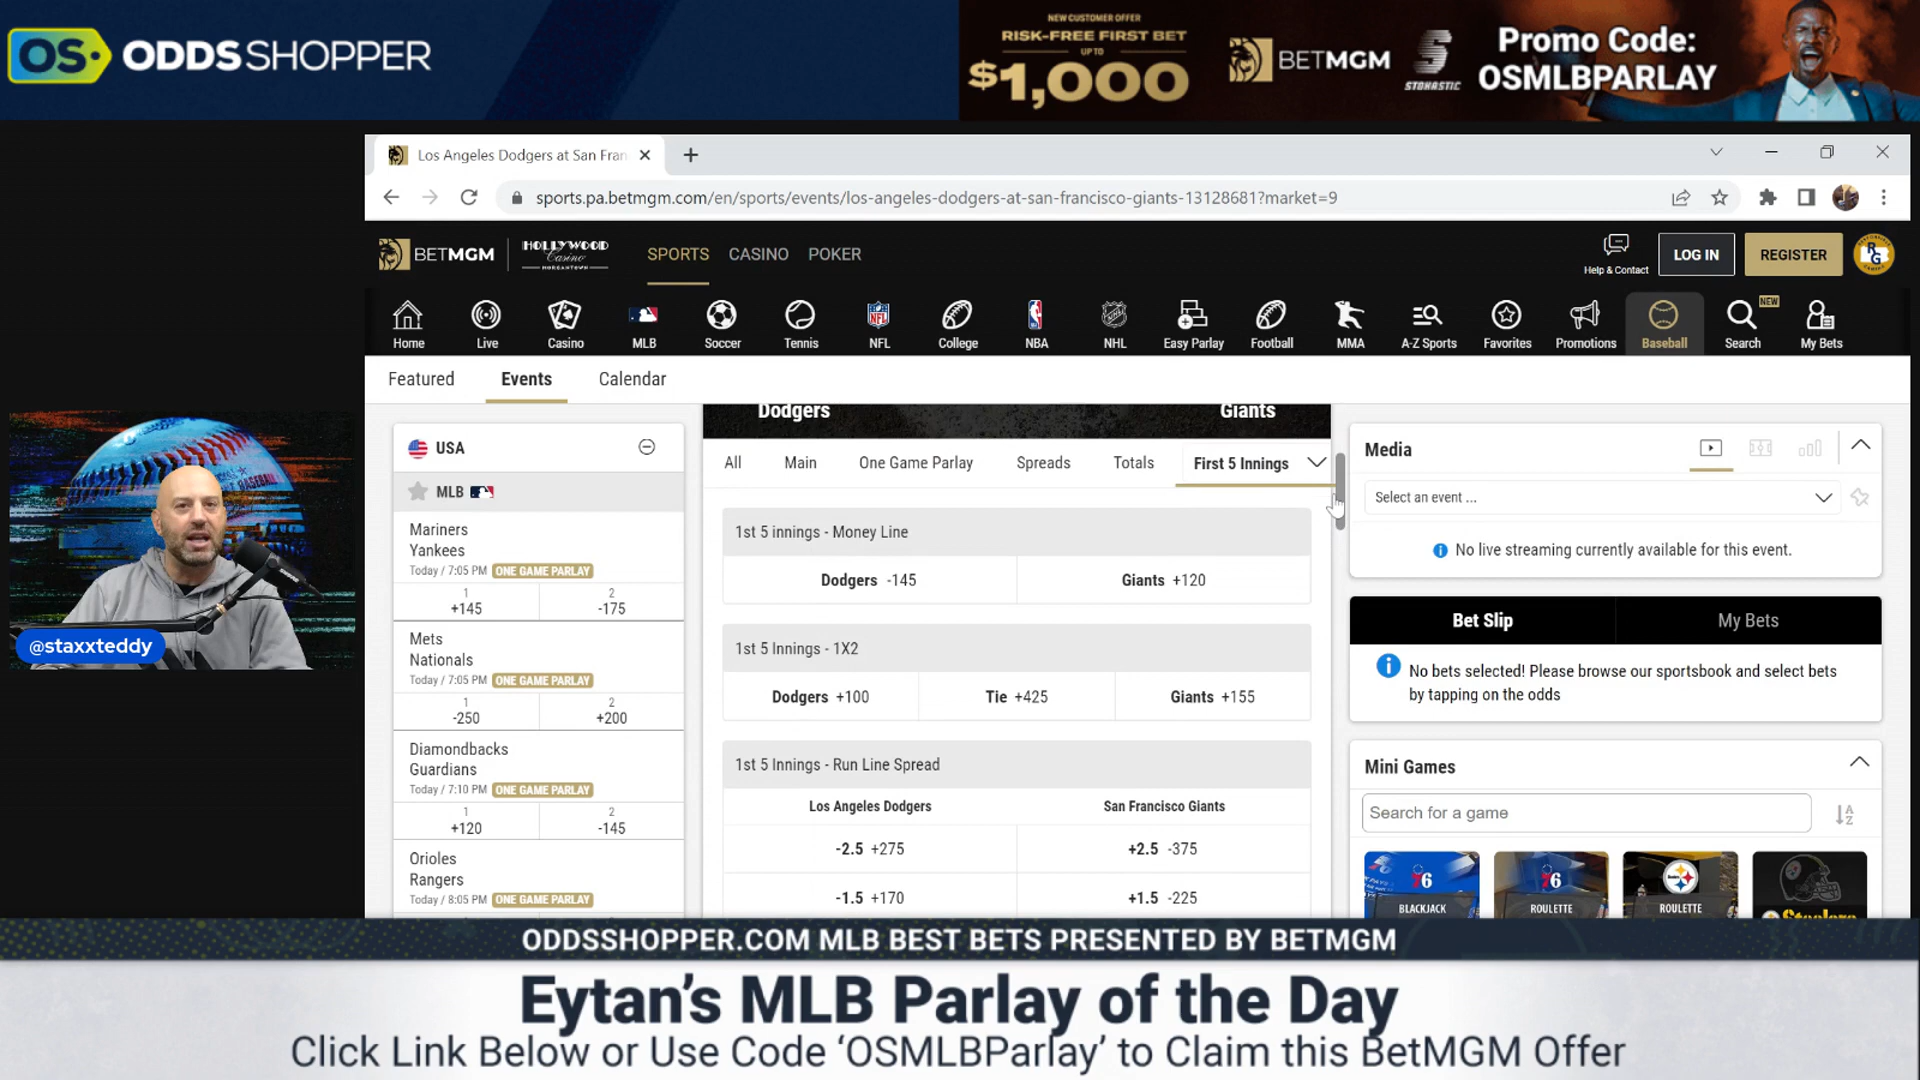 OS ODDSSHOPPER
NEW CUSTOMER OFFER
RISK-FREE FIRST BET
UP TO
$1,000
BETMGM
STOKASTIC
Promo Code:
OSMLBPARLAY
Los Angeles Dodgers at San Fran
sports.pa.betmgm.com/en/sports/events/los-angeles-dodgers-at-san-francisco-giants-13128681?market=9
BETMGM
HOLLYWOOD
Casino
MORGANTOWN
SPORTS CASINO POKER
Help & Contact
LOG IN
REGISTER
RG
Home Live Casino MLB Soccer Tennis NFL College NBA NHL Easy Parlay Football MMA A-Z Sports Favorites Promotions Baseball Search NEW My Bets
Featured Events Calendar
USA
MLB
Mariners
Yankees
Today / 7:05 PM ONE GAME PARLAY
1 2
+145 -175
Mets
Nationals
Today / 7:05 PM ONE GAME PARLAY
1 2
-250 +200
Diamondbacks
Guardians
Today / 7:10 PM ONE GAME PARLAY
1 2
+120 -145
Orioles
Rangers
Today / 8:05 PM ONE GAME PARLAY
Dodgers Giants
All Main One Game Parlay Spreads Totals First 5 Innings
1st 5 innings - Money Line
Dodgers -145 Giants +120
1st 5 Innings - 1X2
Dodgers +100 Tie +425 Giants +155
1st 5 Innings - Run Line Spread
Los Angeles Dodgers San Francisco Giants
-2.5 +275 +2.5 -375
-1.5 +170 +1.5 -225
Media
Select an event ...
No live streaming currently available for this event.
Bet Slip My Bets
No bets selected! Please browse our sportsbook and select bets
by tapping on the odds
Mini Games
Search for a game
76 76 Steelers
BLACKJACK ROULETTE ROULETTE Steelers
@staxxteddy
ODDSSHOPPER.COM MLB BEST BETS PRESENTED BY BETMGM
Eytan's MLB Parlay of the Day
Click Link Below or Use Code 'OSMLBParlay' to Claim this BetMGM Offer